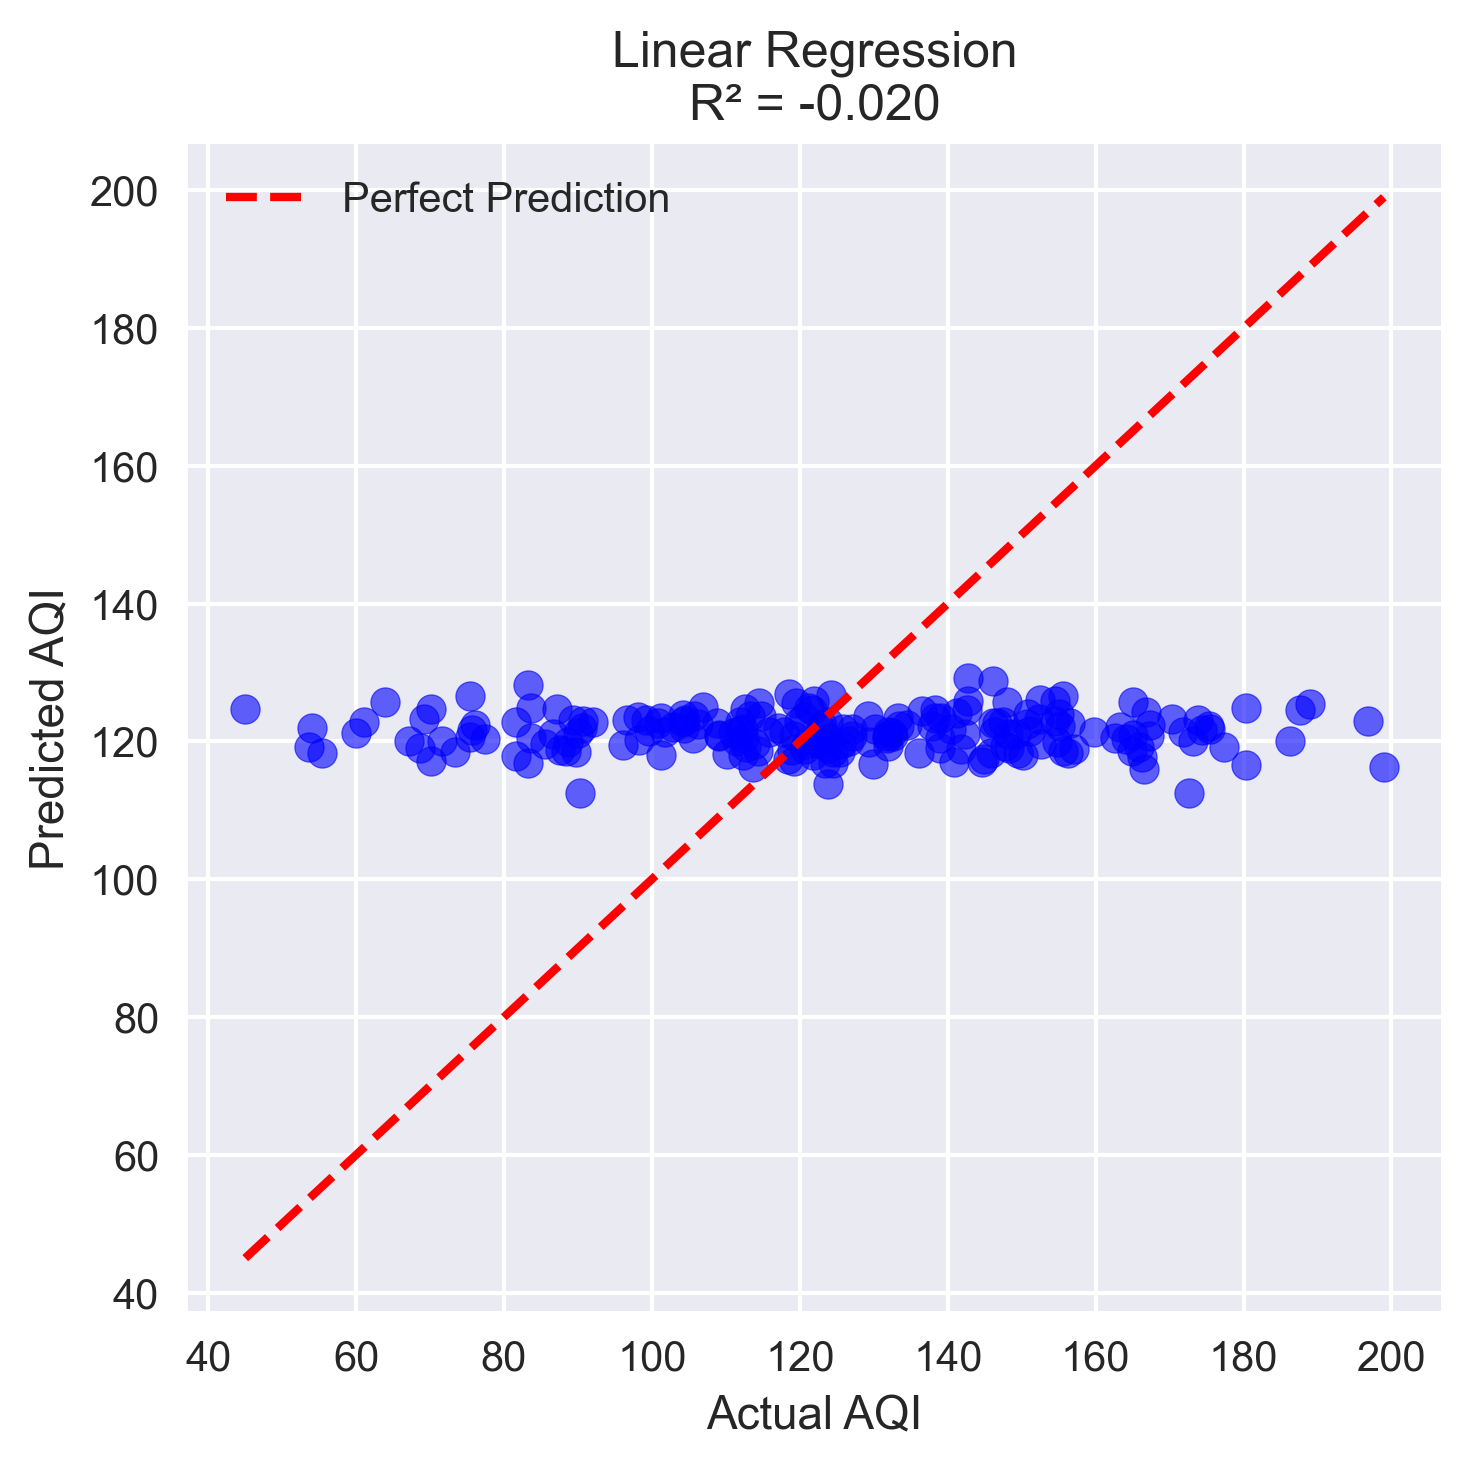 Linear Regression
R² = -0.020
Perfect Prediction
200
180
160
140
120
100
80
60
40
Predicted AQI
40 60 80 100 120 140 160 180 200
Actual AQI